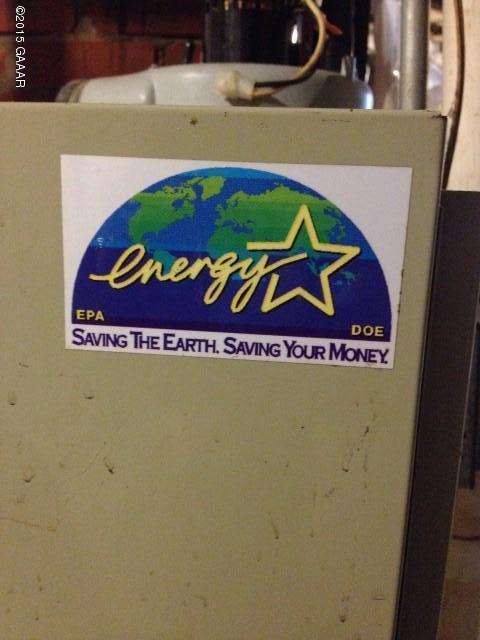 ©2015 GAAAR
energy
EPA
DOE
SAVING THE EARTH. SAVING YOUR MONEY.